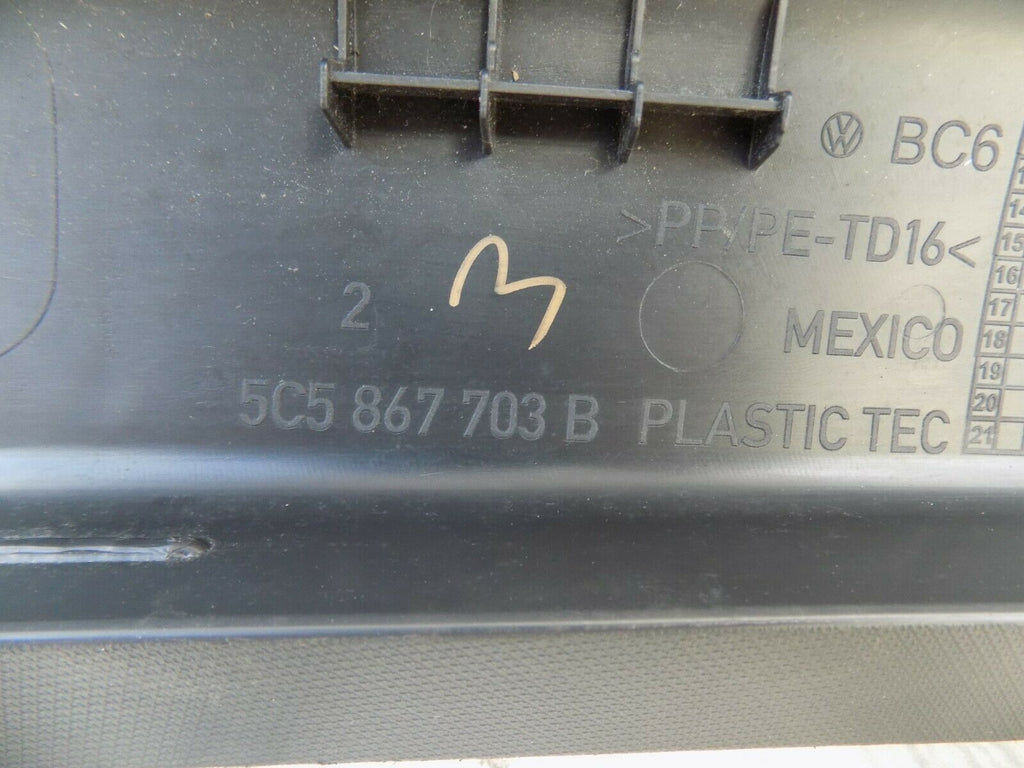 BC6
>PP/PE-TD16<
2
MEXICO
5C5 867 703 B PLASTIC TEC
14
15
16
17
18
19
20
21